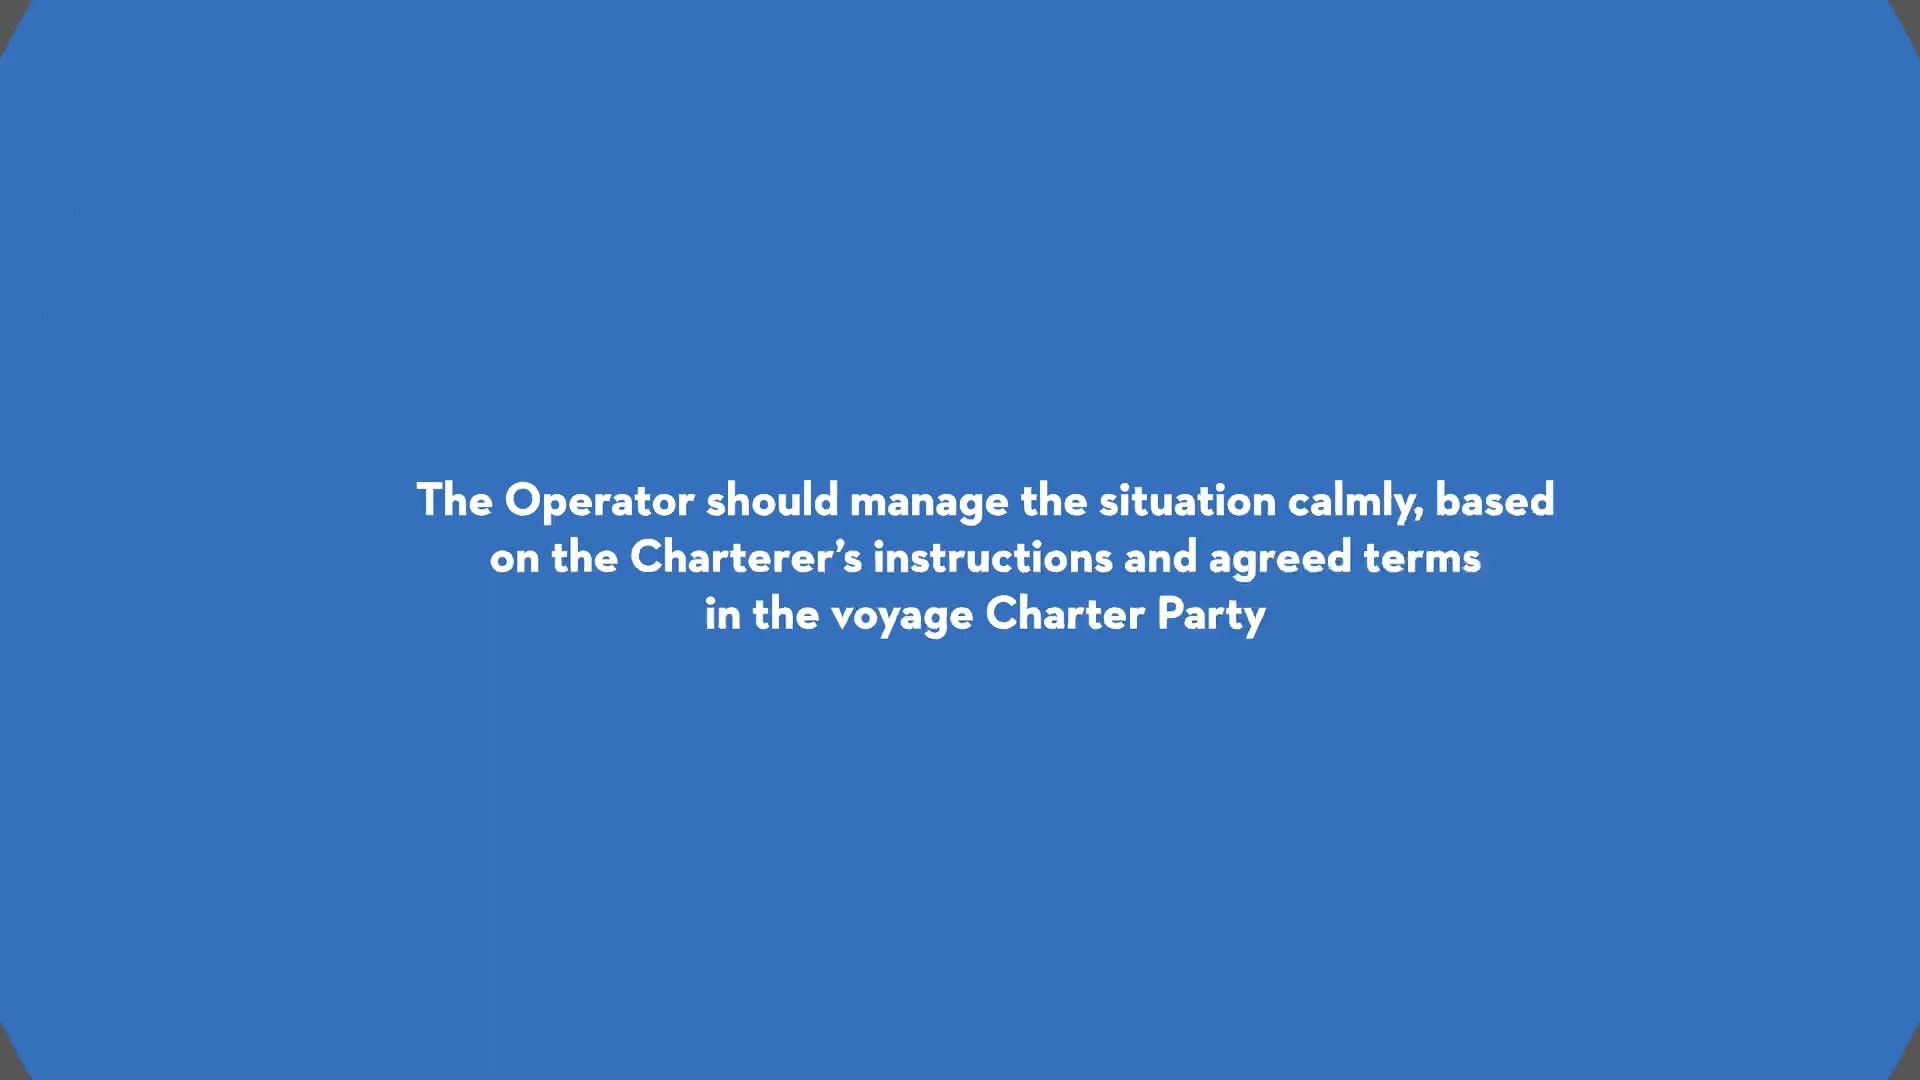 The Operator should manage the situation calmly, based
on the Charterer’s instructions and agreed terms
in the voyage Charter Party